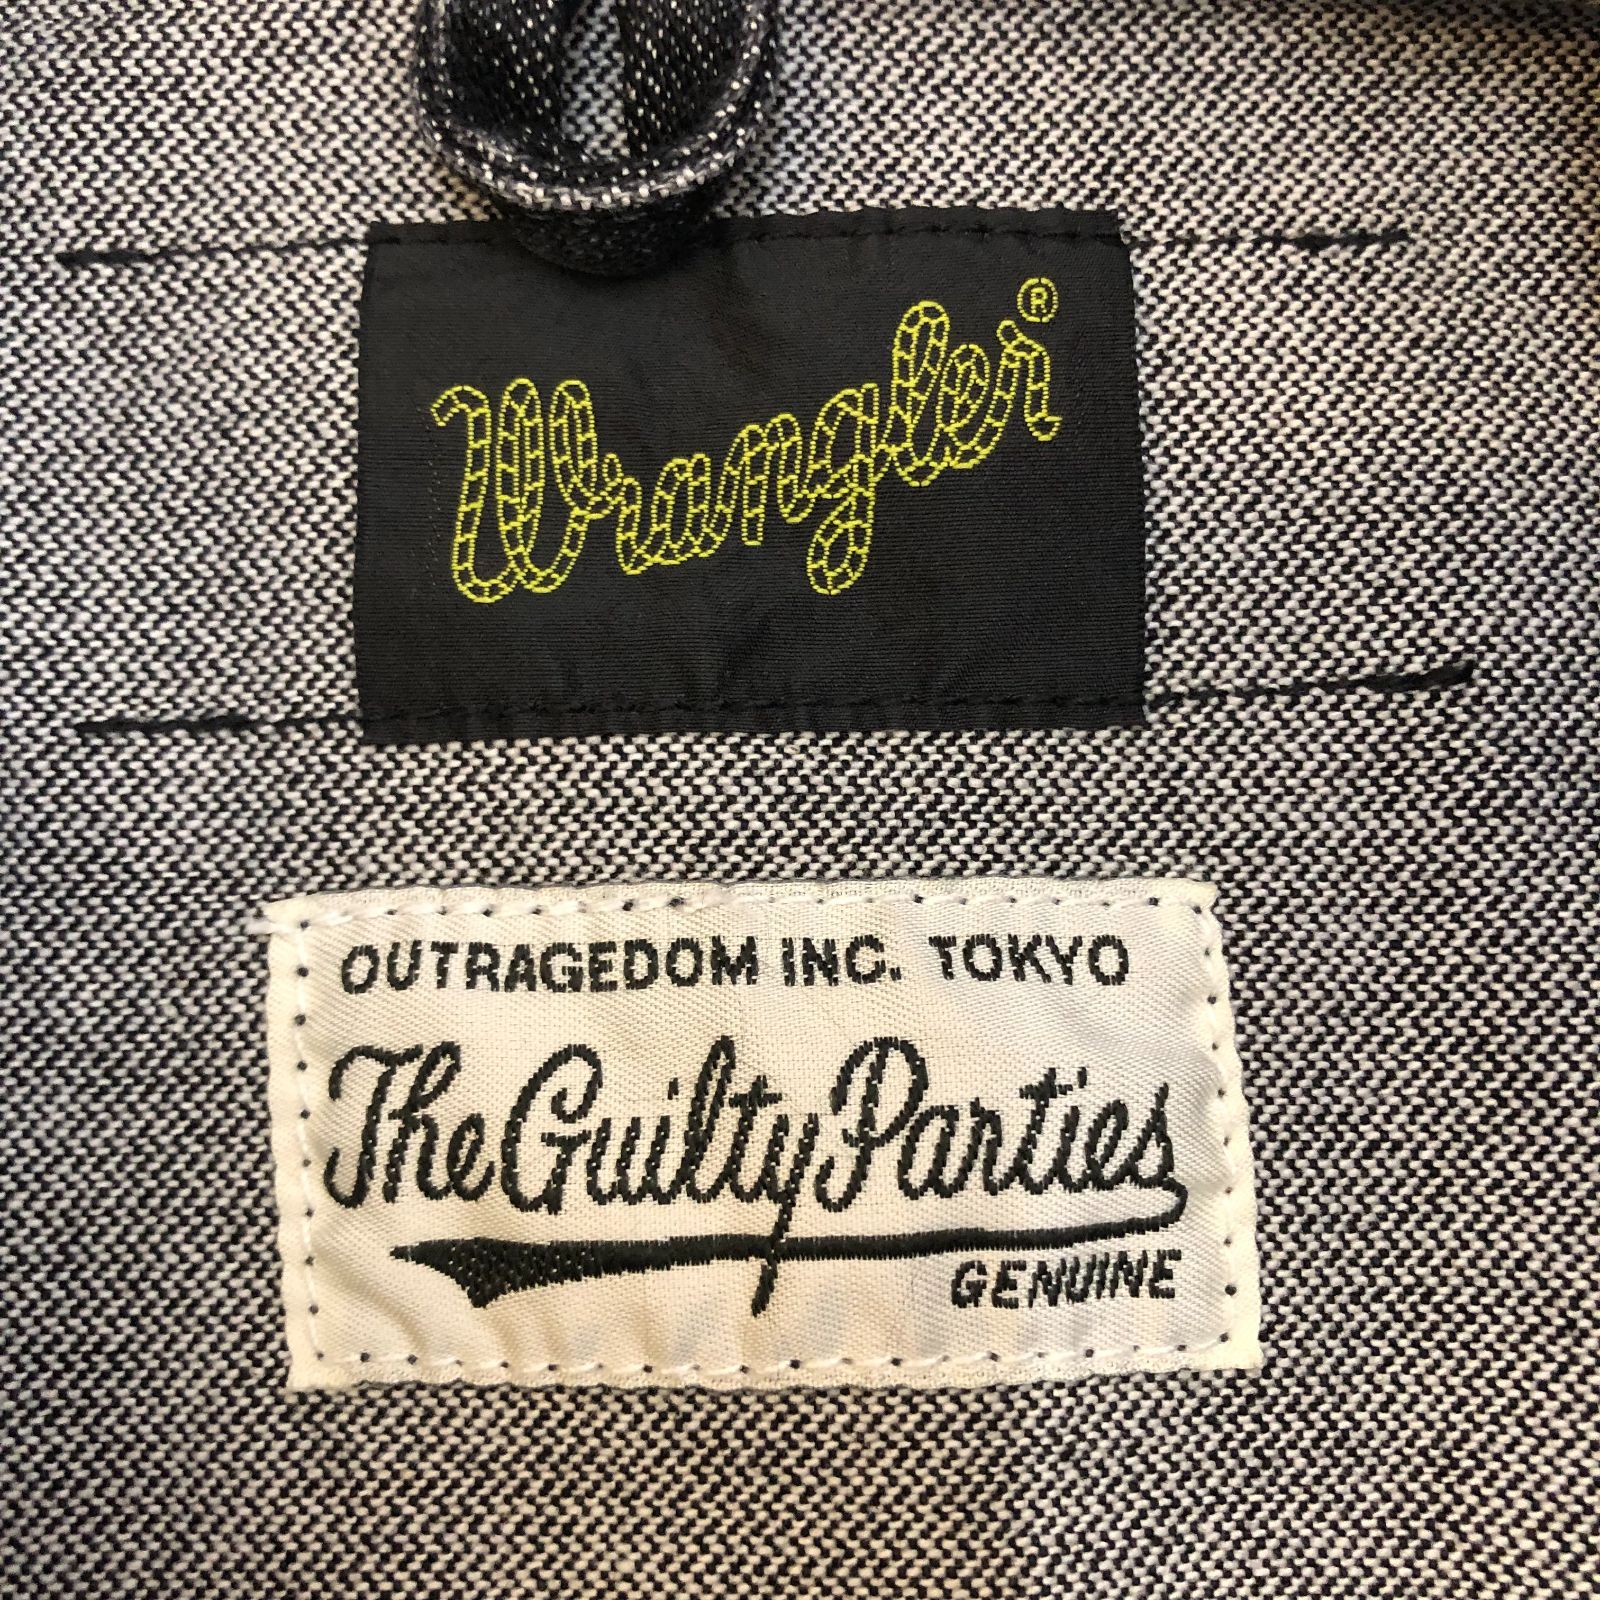 Wrangler®
OUTRAGEDOM INC. TOKYO
The Guilty Parties
GENUINE